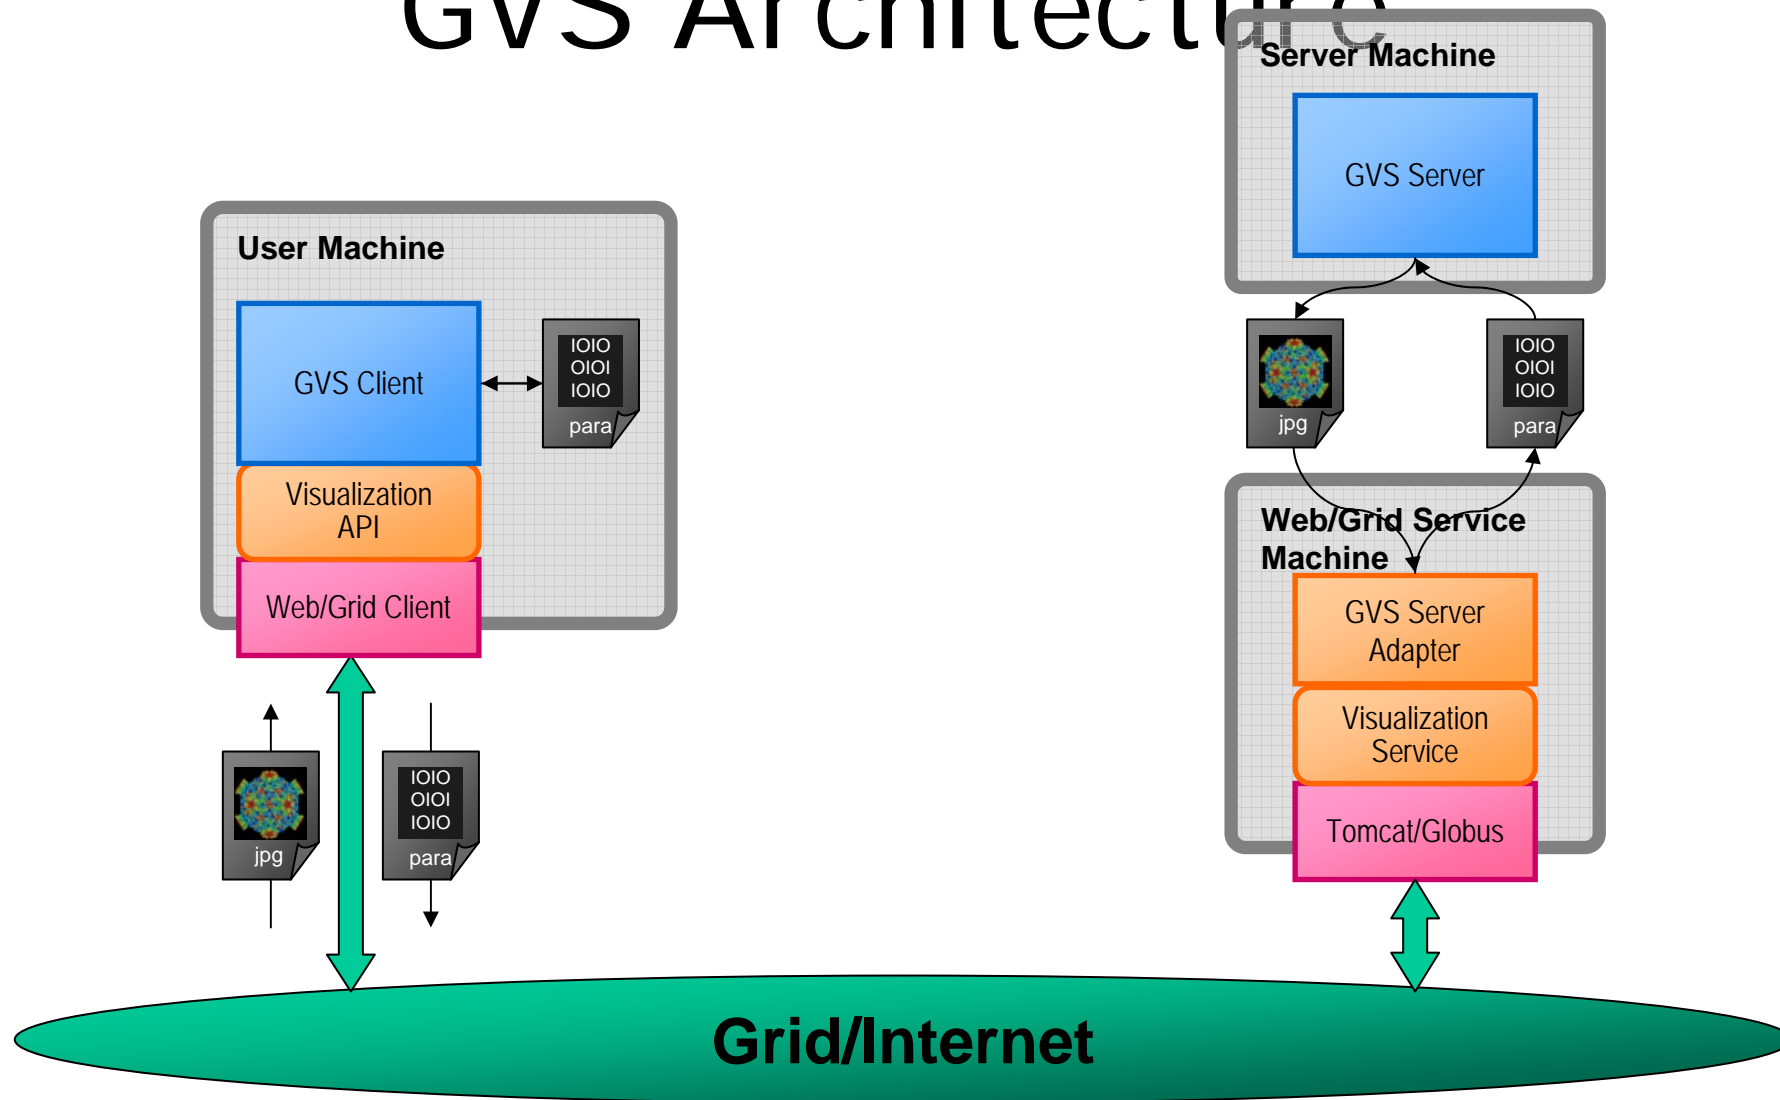 GVS Architecture
Server Machine
GVS Server
User Machine
GVS Client
IOIO
OIOI
IOIO
para
Visualization
API
Web/Grid Client
jpg
IOIO
OIOI
IOIO
para
jpg
IOIO
OIOI
IOIO
para
Web/Grid Service
Machine
GVS Server
Adapter
Visualization
Service
Tomcat/Globus
Grid/Internet